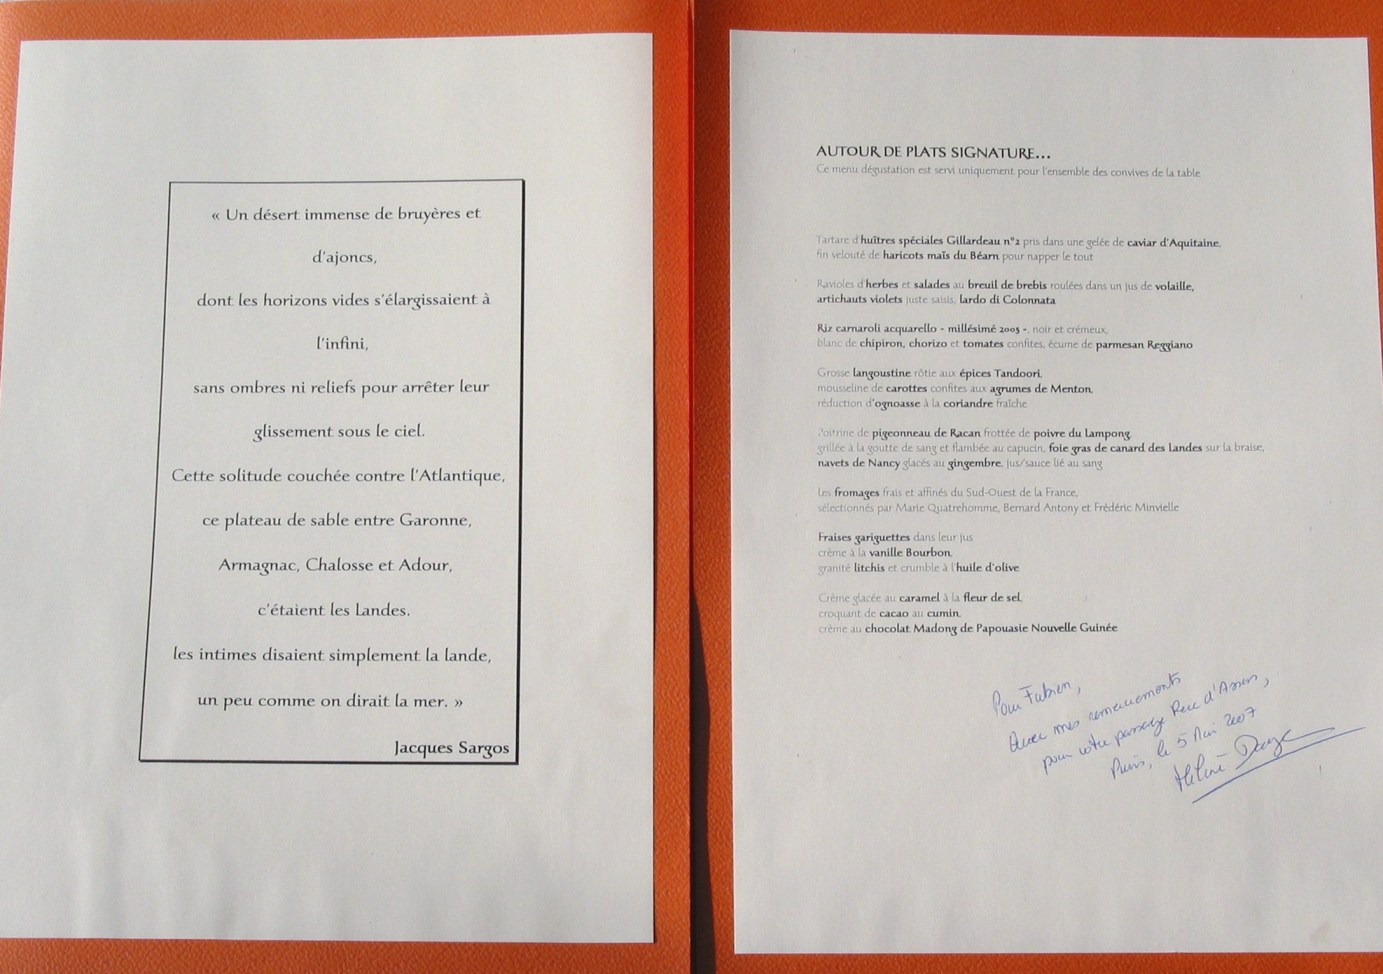 « Un désert immense de bruyères et
d'ajoncs,
dont les horizons vides s'élargissaient à
l'infini,
sans ombres ni reliefs pour arrêter leur
glissement sous le ciel.
Cette solitude couchée contre l'Atlantique,
ce plateau de sable entre Garonne,
Armagnac, Chalosse et Adour,
c'étaient les Landes.
les intimes disaient simplement la lande,
un peu comme on dirait la mer. »
Jacques Sargos
AUTOUR DE PLATS SIGNATURE...
Ce menu dégustation est servi uniquement pour l'ensemble des convives de la table
Tartare d'huîtres spéciales Gillardeau n°2 pris dans une gelée de caviar d'Aquitaine,
fin velouté de haricots maïs du Béarn pour napper le tout
Ravioles d'herbes et salades au breuil de brebis roulées dans un jus de volaille,
artichauts violets juste saisis, lardo di Colonnata
Riz carnaroli acquarello - millésimé 2005 -, noir et crémeux,
blanc de chipiron, chorizo et tomates confites, écume de parmesan Reggiano
Grosse langoustine rôtie aux épices Tandoori,
mousseline de carottes confites aux agrumes de Menton,
réduction d'ognoasse à la coriandre fraîche
Poitrine de pigeonneau de Racan frottée de poivre du Lampong,
grillée à la goutte de sang et flambée au capucin, foie gras de canard des Landes sur la braise,
navets de Nancy glacés au gingembre, jus/sauce lié au sang
Les fromages frais et affinés du Sud-Ouest de la France,
sélectionnés par Marie Quatrehomme, Bernard Antony et Frédéric Minvielle
Fraises gariguettes dans leur jus
crème à la vanille Bourbon,
granité litchis et crumble à l'huile d'olive
Crème glacée au caramel à la fleur de sel,
croquant de cacao au cumin,
crème au chocolat Madong de Papouasie Nouvelle Guinée
Pour Fabien,
Avec mes remerciements
pour votre passage Rue d'Assas,
Paris, le 5 Mai 2007
Hélène Darroze